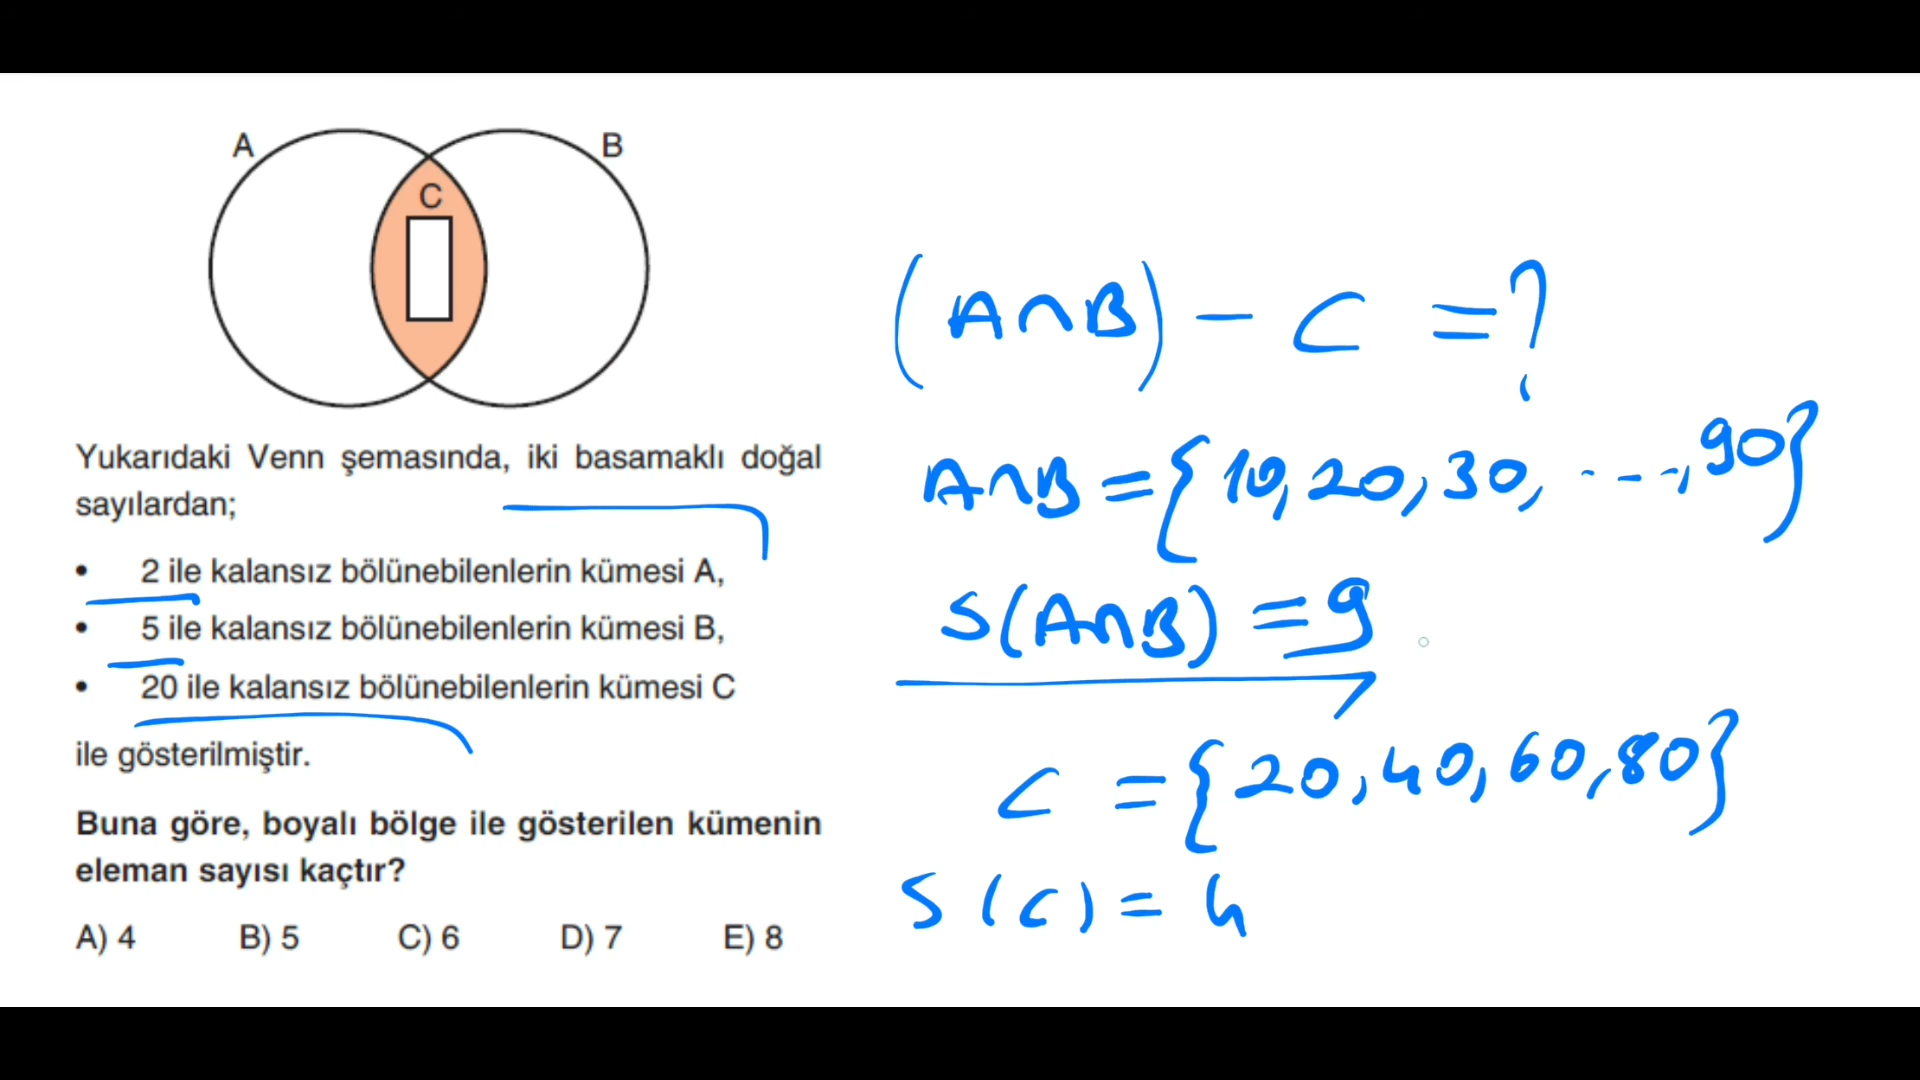 A
B
C
Yukarıdaki Venn şemasında, iki basamaklı doğal
sayılardan;
• 2 ile kalansız bölünebilenlerin kümesi A,
• 5 ile kalansız bölünebilenlerin kümesi B,
• 20 ile kalansız bölünebilenlerin kümesi C
ile gösterilmiştir.
Buna göre, boyalı bölge ile gösterilen kümenin
eleman sayısı kaçtır?
A) 4 B) 5 C) 6 D) 7 E) 8
(A∩B) - C = ?
A∩B = {10, 20, 30, ..., 90}
S(A∩B) = 9
C = {20, 40, 60, 80}
S(C) = 4